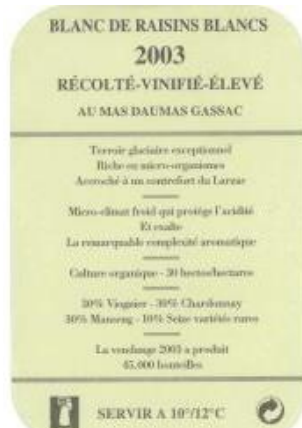 BLANC DE RAISINS BLANCS
2003
RÉCOLTÉ-VINIFIÉ-ÉLEVÉ
AU MAS DAUMAS GASSAC
Terroir glaciaire exceptionnel
Riche en micro-organismes
Accroché à un contrefort du Larzac
Micro-climat froid qui protège l'acidité
Et exalte
La remarquable complexité aromatique
Culture organique - 30 hectos/hectares
30% Viognier - 30% Chardonnay
30% Manseng - 10% Seize variétés rares
La vendange 2003 a produit
45.000 bouteilles
SERVIR A 10°/12°C